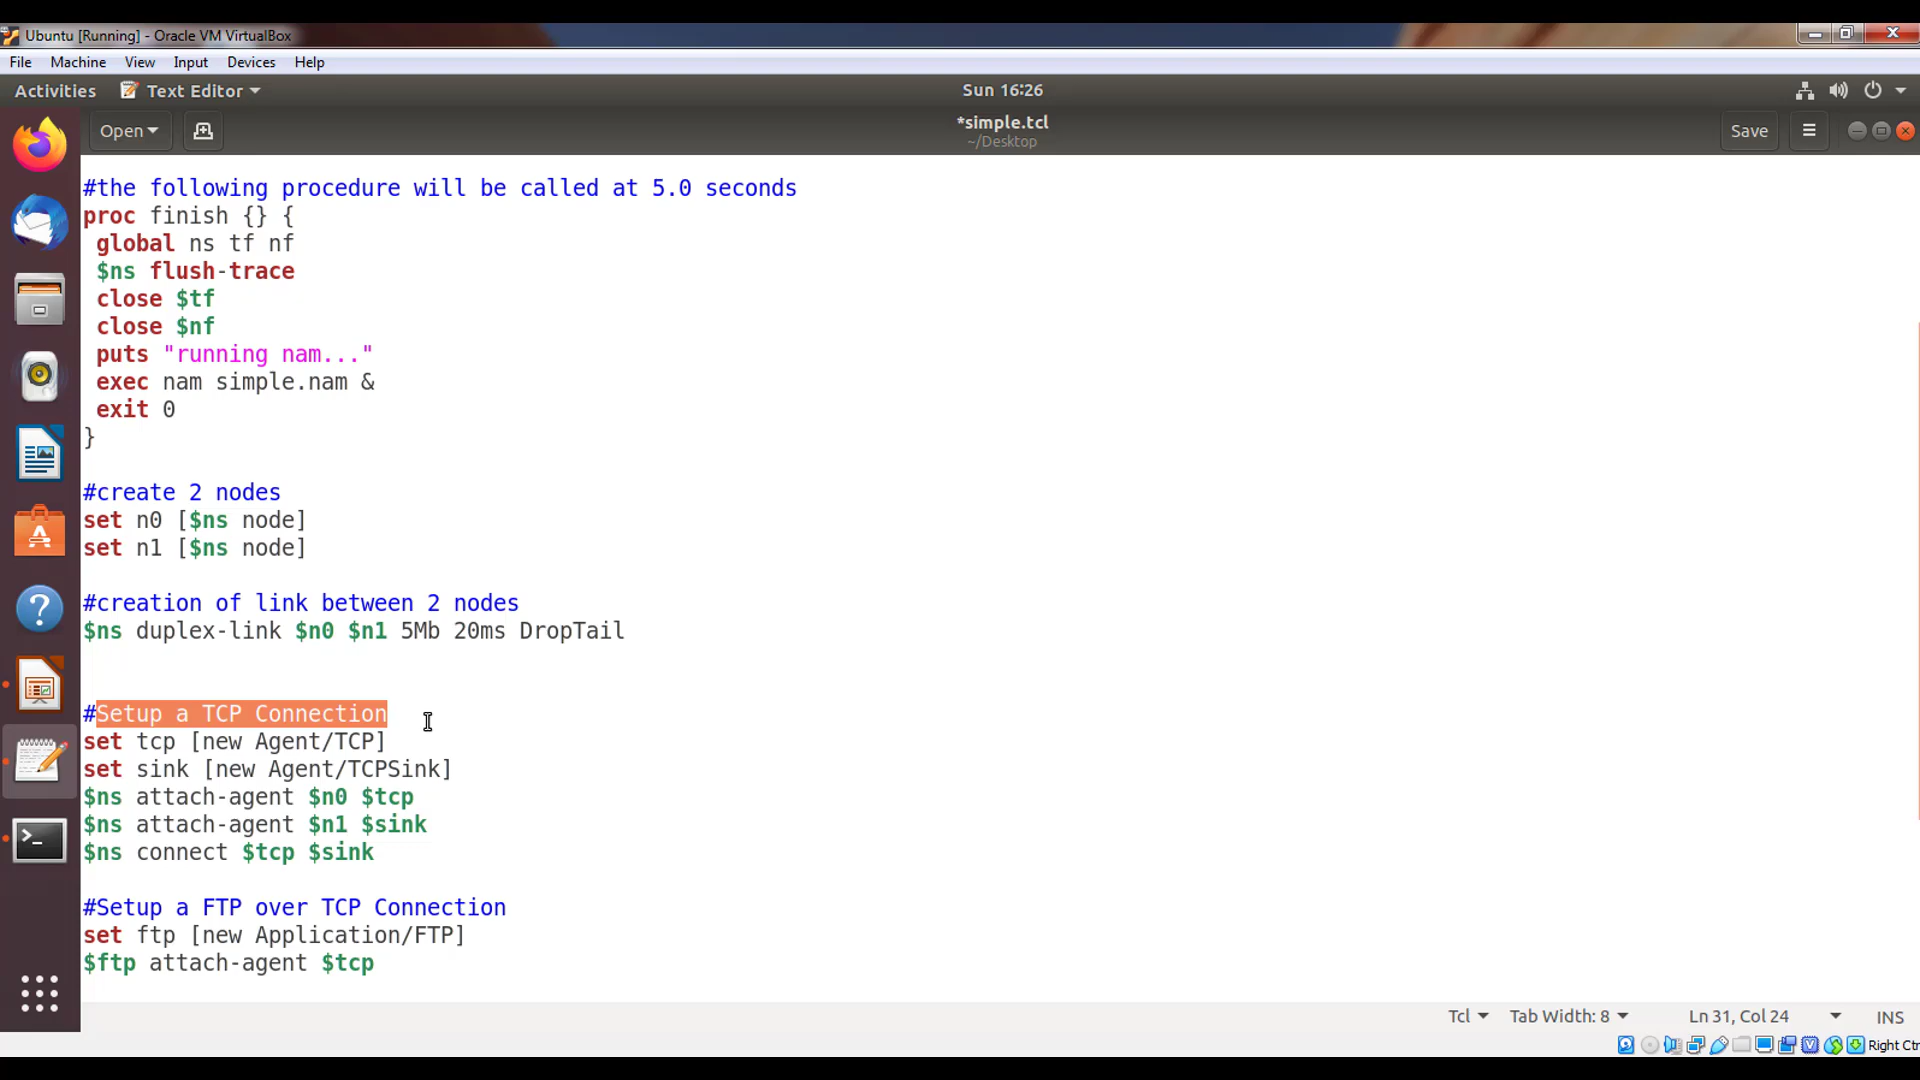 Ubuntu [Running] - Oracle VM VirtualBox
File Machine View Input Devices Help
Activities Text Editor Sun 16:26
Open *simple.tcl Save
~/Desktop
#the following procedure will be called at 5.0 seconds
proc finish {} {
global ns tf nf
$ns flush-trace
close $tf
close $nf
puts "running nam..."
exec nam simple.nam &
exit 0
}
#create 2 nodes
set n0 [$ns node]
set n1 [$ns node]
#creation of link between 2 nodes
$ns duplex-link $n0 $n1 5Mb 20ms DropTail
#Setup a TCP Connection
set tcp [new Agent/TCP]
set sink [new Agent/TCPSink]
$ns attach-agent $n0 $tcp
$ns attach-agent $n1 $sink
$ns connect $tcp $sink
#Setup a FTP over TCP Connection
set ftp [new Application/FTP]
$ftp attach-agent $tcp
Tcl Tab Width: 8 Ln 31, Col 24 INS
Right Ctr